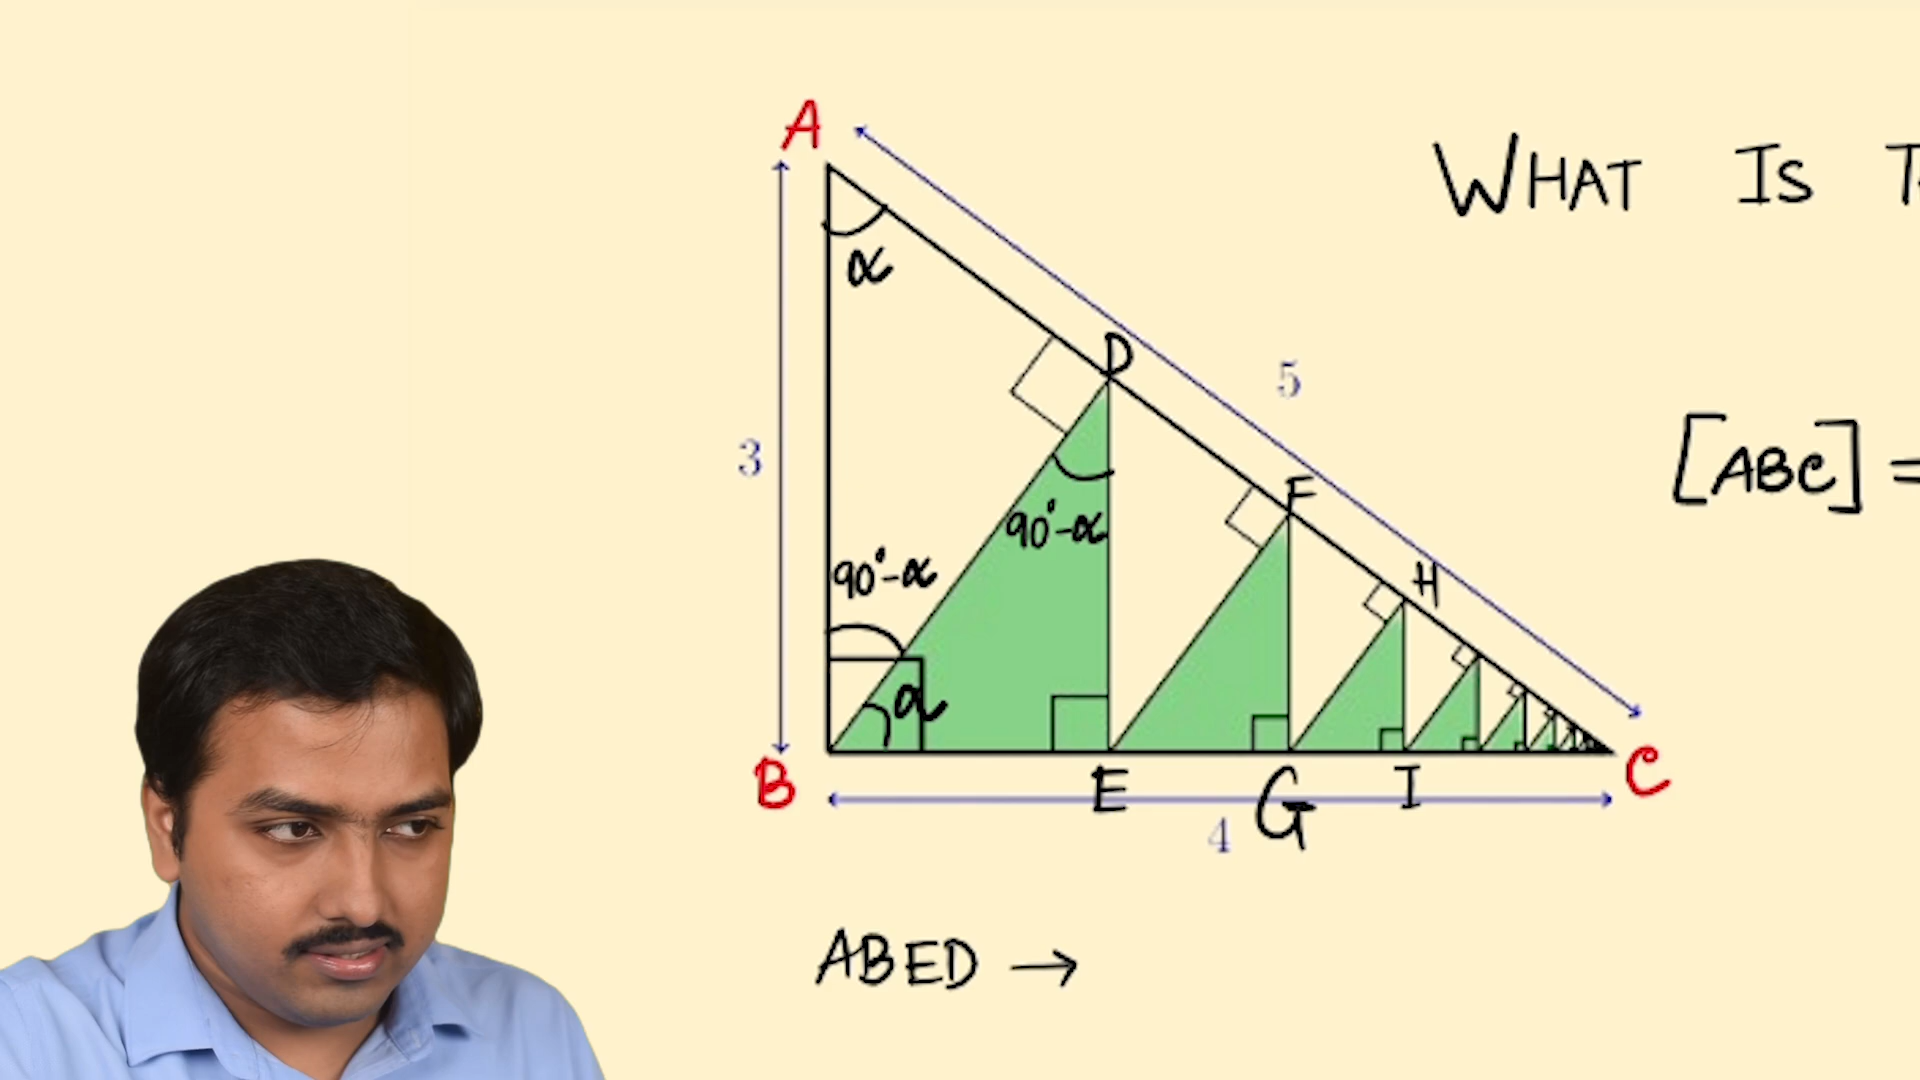 A
WHAT IS
α
D
5
3
F
[ABC] =
90°-α
H
90°-α
α
B
E
G
I
C
4
ABED →